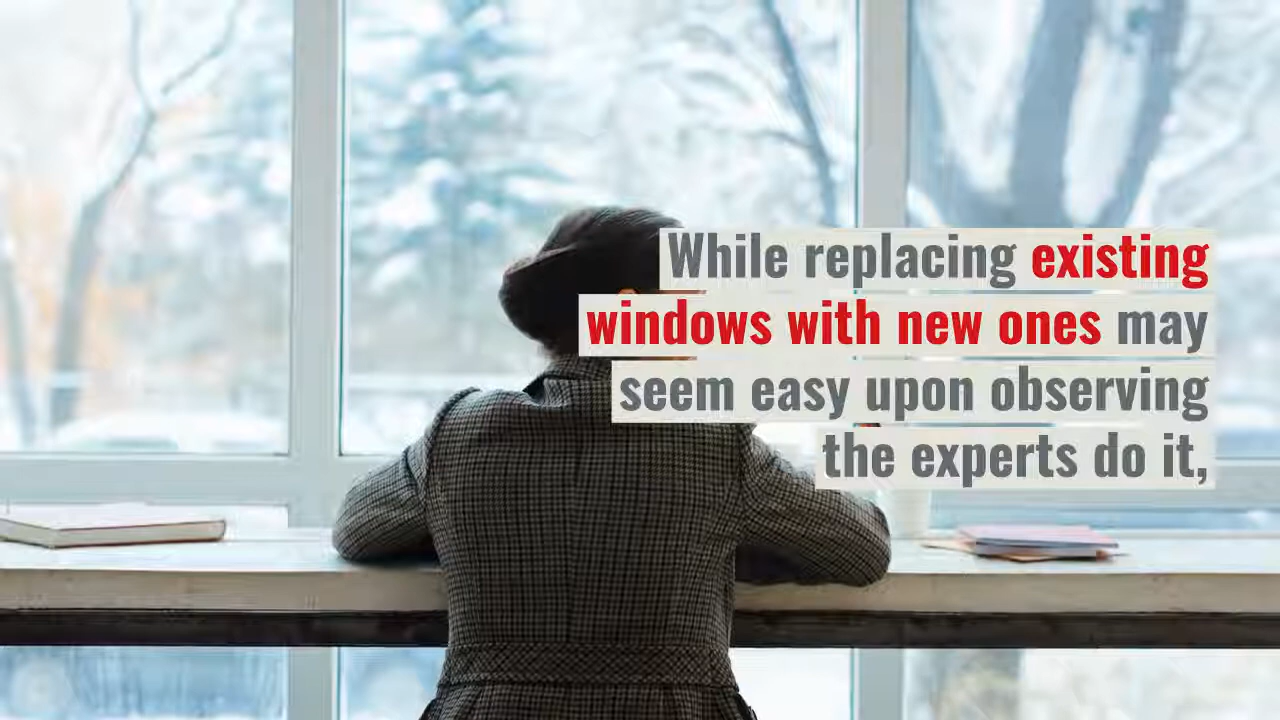 While replacing existing
windows with new ones may
seem easy upon observing
the experts do it,